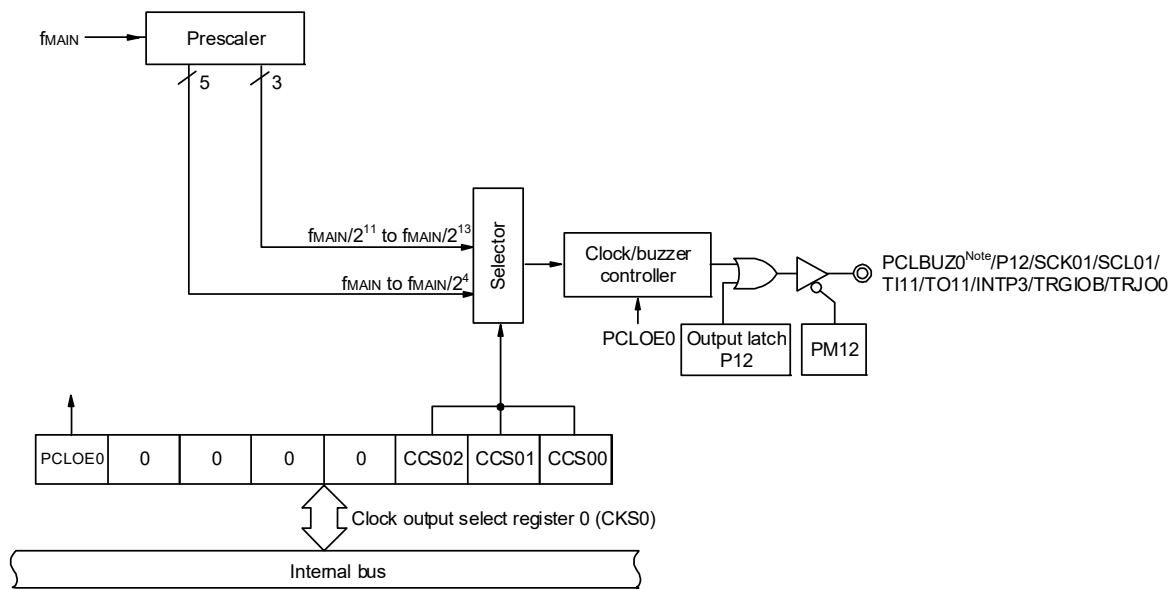 fMAIN
Prescaler
5
3
fMAIN/2^11 to fMAIN/2^13
fMAIN to fMAIN/2^4
Selector
Clock/buzzer
controller
PCLOE0
Output latch
P12
PM12
PCLBUZ0^Note/P12/SCK01/SCL01/
TI11/TO11/INTP3/TRGIOB/TRJO0
PCLOE0 0 0 0 0 CCS02 CCS01 CCS00
Clock output select register 0 (CKS0)
Internal bus